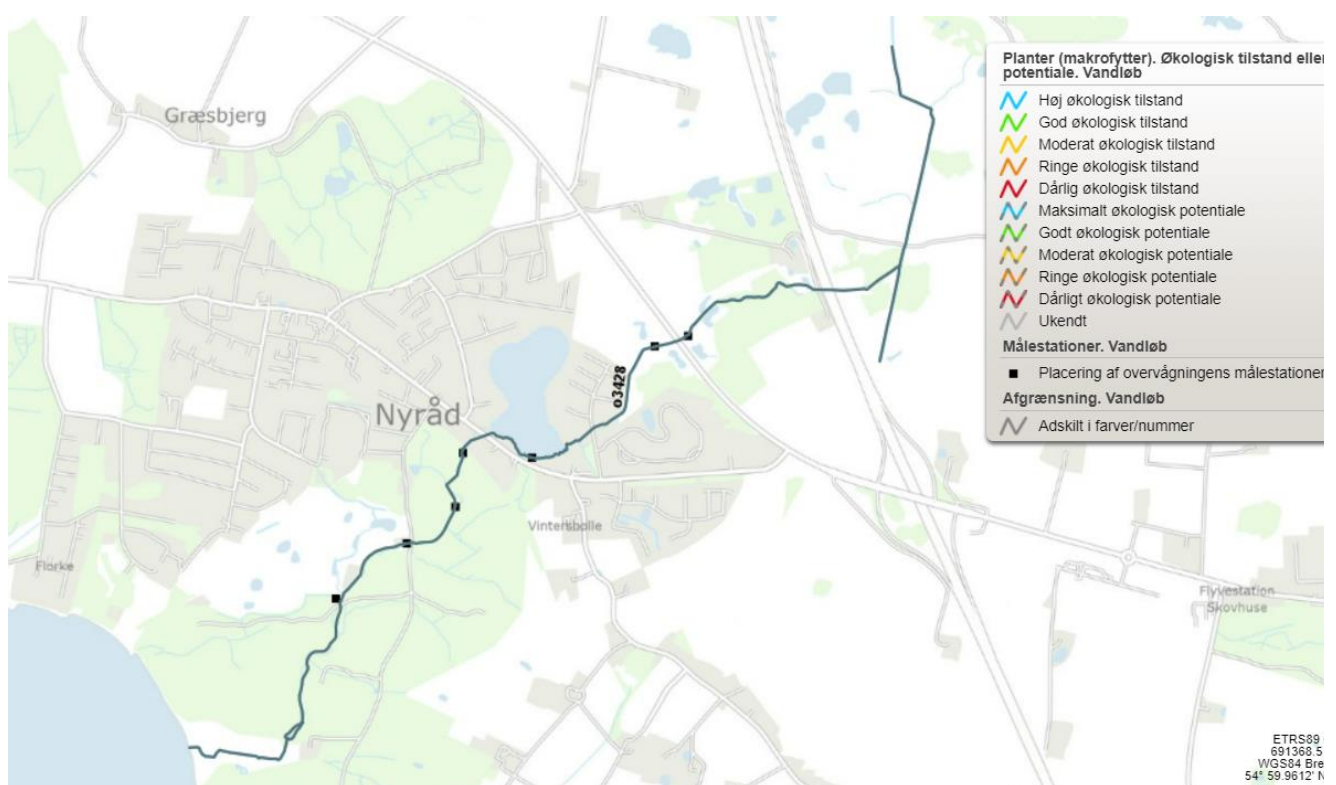 Græsbjerg
Nyråd
o3428
Vintersbølle
Florke
Flyvestation
Skovhuse
Planter (makrofytter). Økologisk tilstand eller
potentiale. Vandløb
Høj økologisk tilstand
God økologisk tilstand
Moderat økologisk tilstand
Ringe økologisk tilstand
Dårlig økologisk tilstand
Maksimalt økologisk potentiale
Godt økologisk potentiale
Moderat økologisk potentiale
Ringe økologisk potentiale
Dårligt økologisk potentiale
Ukendt
Målestationer. Vandløb
Placering af overvågningens målestationer
Afgrænsning. Vandløb
Adskilt i farver/nummer
ETRS89
691368.5
WGS84 Bre
54° 59.9612' N